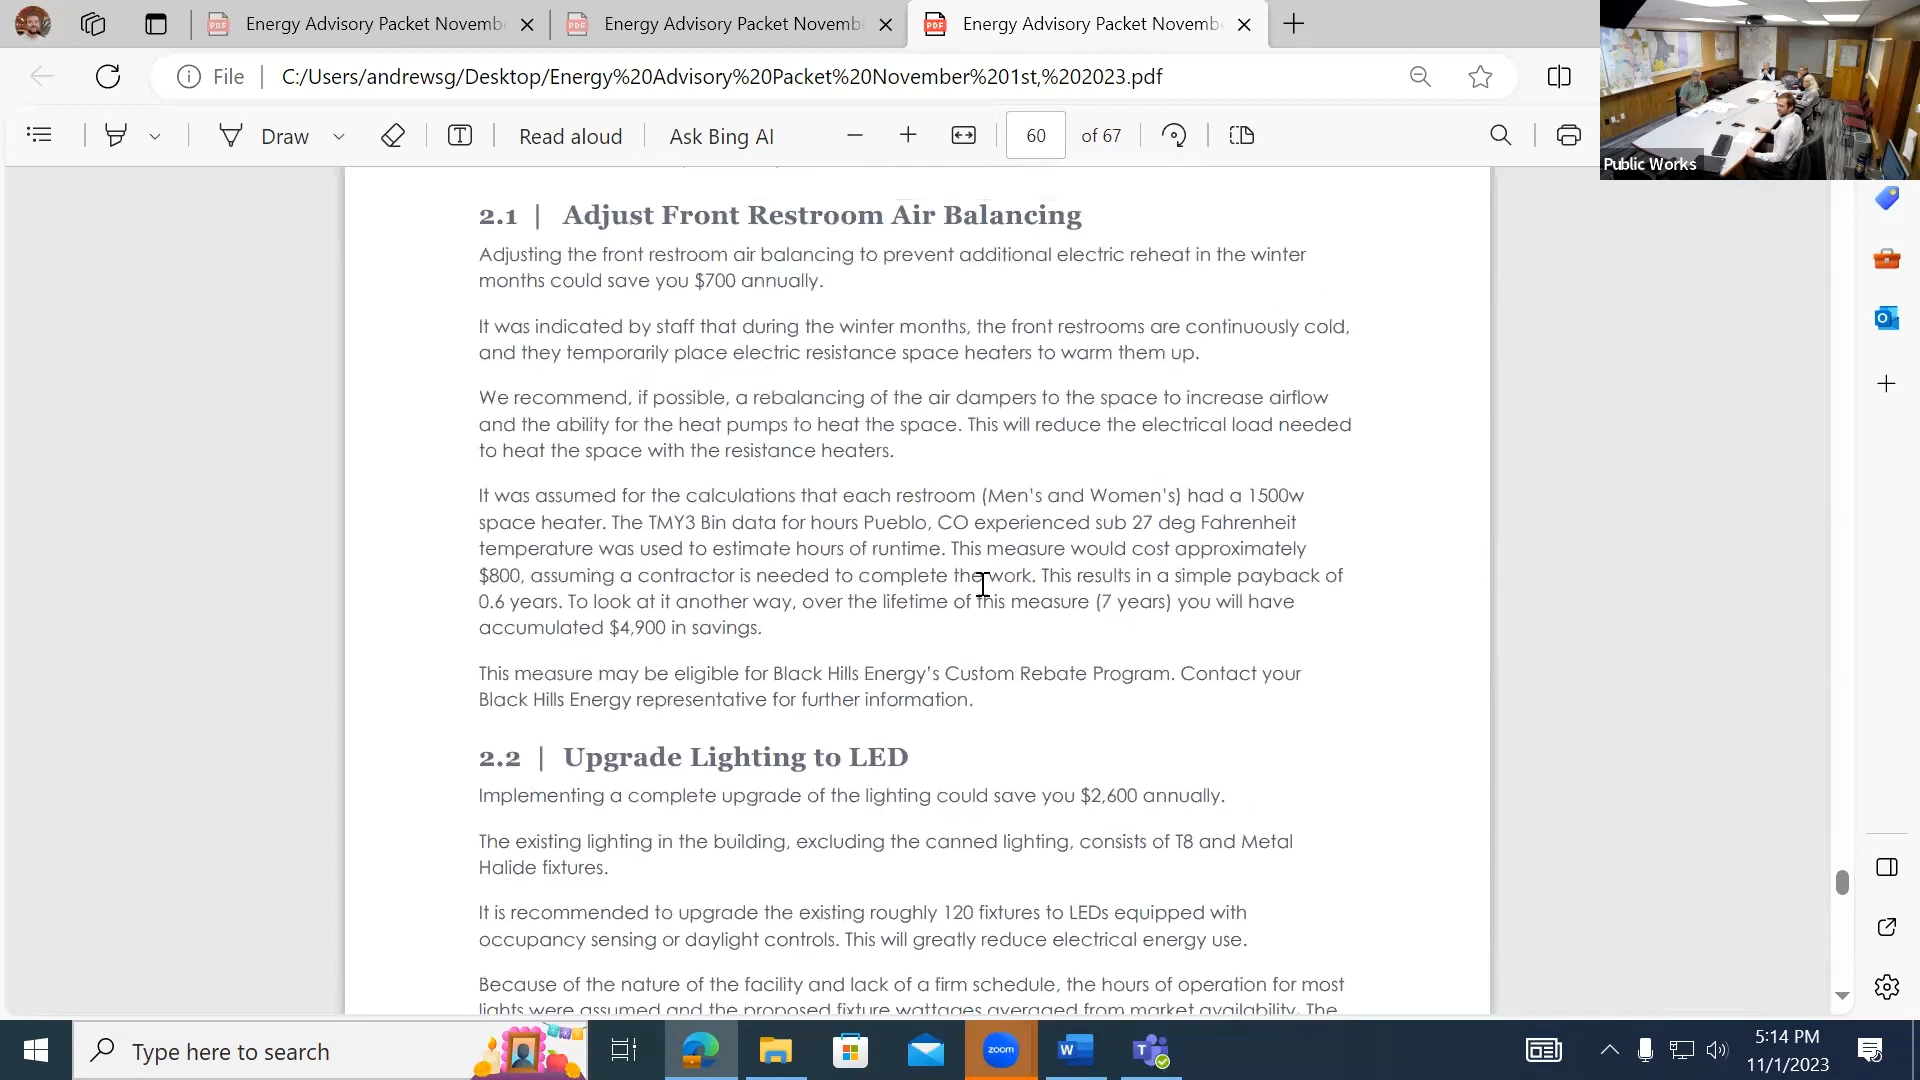 Energy Advisory Packet Novemb
Energy Advisory Packet Novemb
Energy Advisory Packet Novemb
File
C:/Users/andrewsg/Desktop/Energy%20Advisory%20Packet%20November%201st,%202023.pdf
Draw
Read aloud
Ask Bing AI
60
of 67
Public Works
2.1 | Adjust Front Restroom Air Balancing
Adjusting the front restroom air balancing to prevent additional electric reheat in the winter
months could save you $700 annually.
It was indicated by staff that during the winter months, the front restrooms are continuously cold,
and they temporarily place electric resistance space heaters to warm them up.
We recommend, if possible, a rebalancing of the air dampers to the space to increase airflow
and the ability for the heat pumps to heat the space. This will reduce the electrical load needed
to heat the space with the resistance heaters.
It was assumed for the calculations that each restroom (Men's and Women's) had a 1500w
space heater. The TMY3 Bin data for hours Pueblo, CO experienced sub 27 deg Fahrenheit
temperature was used to estimate hours of runtime. This measure would cost approximately
$800, assuming a contractor is needed to complete the work. This results in a simple payback of
0.6 years. To look at it another way, over the lifetime of this measure (7 years) you will have
accumulated $4,900 in savings.
This measure may be eligible for Black Hills Energy's Custom Rebate Program. Contact your
Black Hills Energy representative for further information.
2.2 | Upgrade Lighting to LED
Implementing a complete upgrade of the lighting could save you $2,600 annually.
The existing lighting in the building, excluding the canned lighting, consists of T8 and Metal
Halide fixtures.
It is recommended to upgrade the existing roughly 120 fixtures to LEDs equipped with
occupancy sensing or daylight controls. This will greatly reduce electrical energy use.
Because of the nature of the facility and lack of a firm schedule, the hours of operation for most
lights were assumed and the proposed fixture wattages averaged from market availability. The
Type here to search
zoom
5:14 PM
11/1/2023